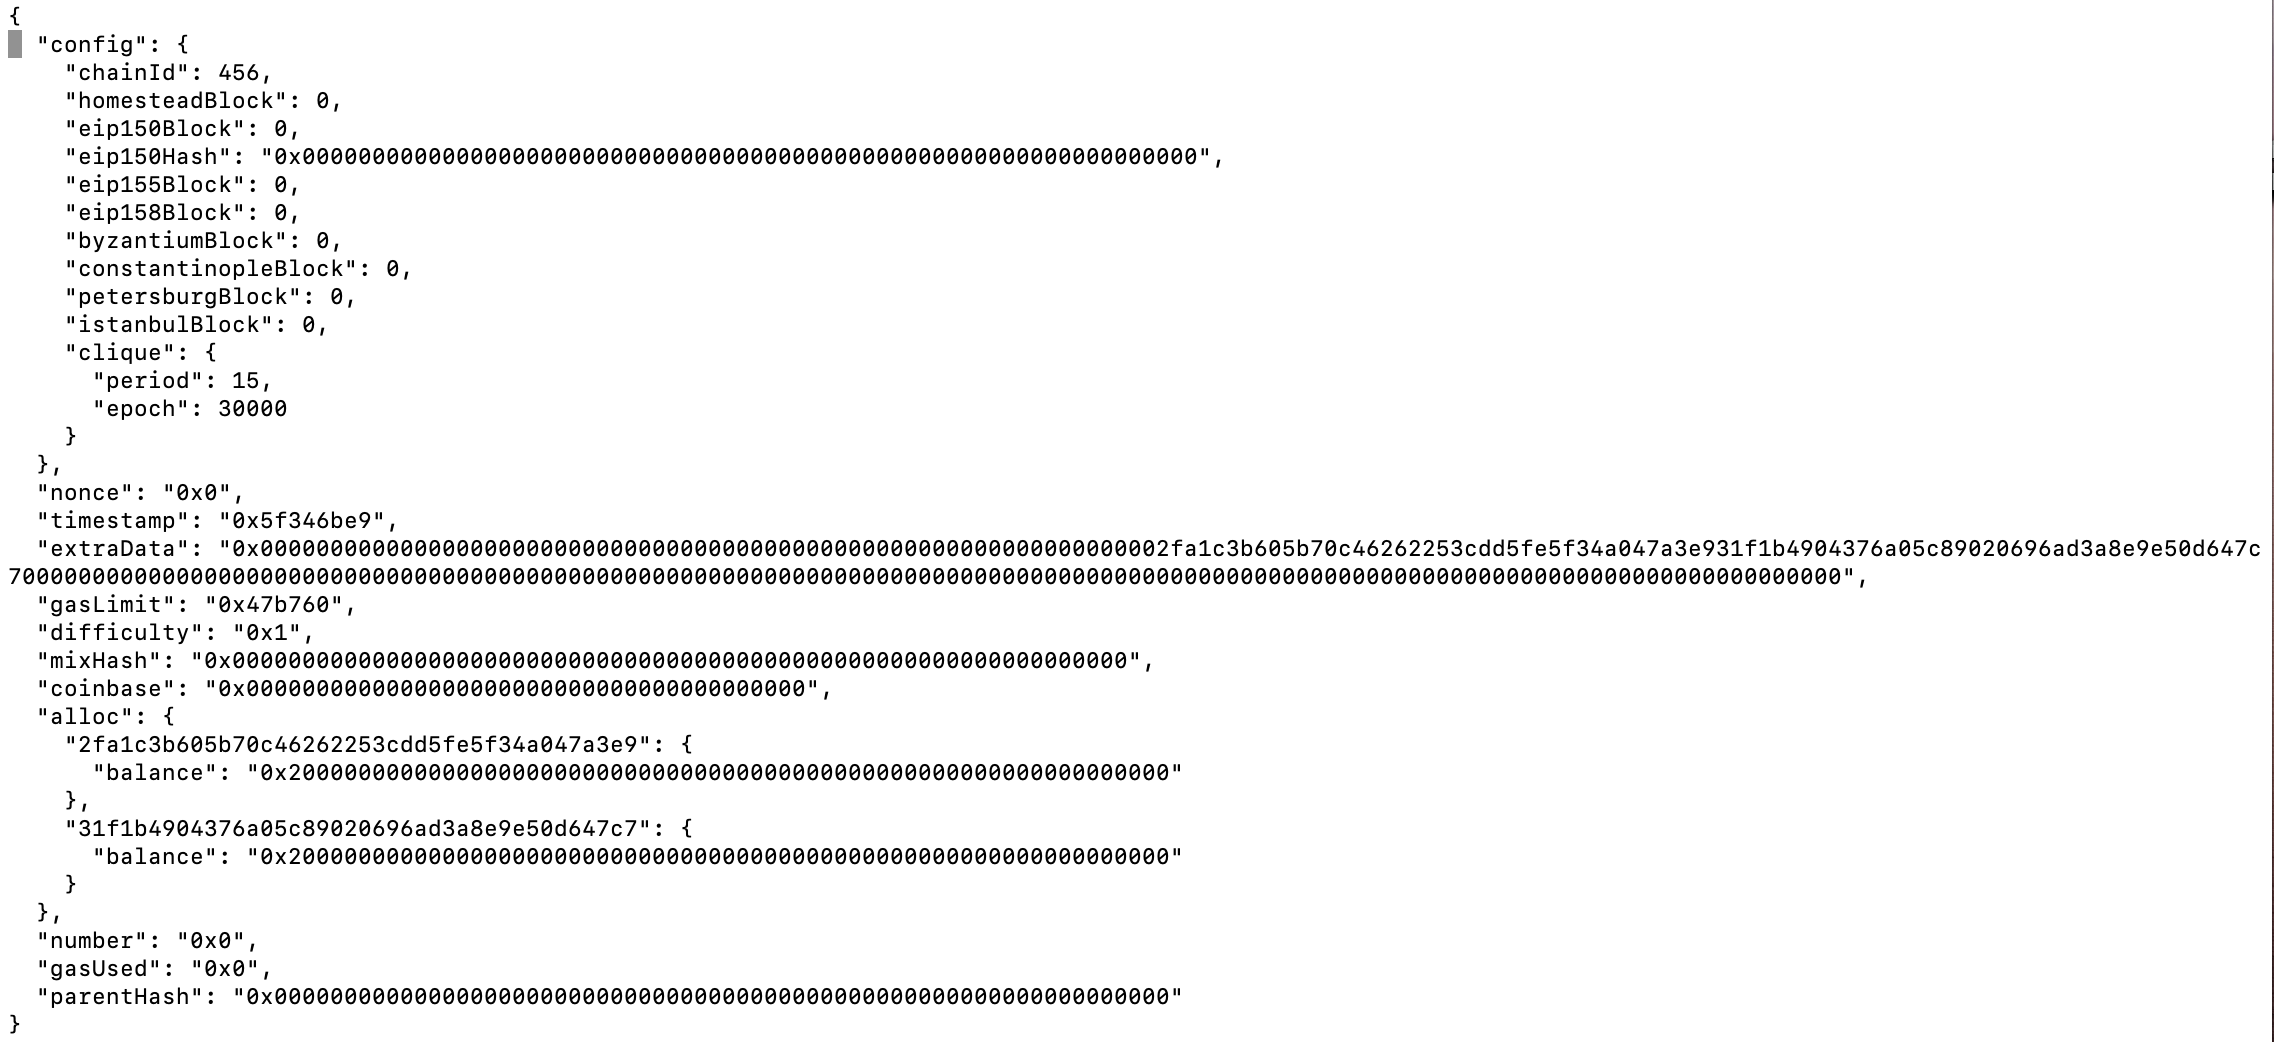 {
"config": {
"chainId": 456,
"homesteadBlock": 0,
"eip150Block": 0,
"eip150Hash": "0x0000000000000000000000000000000000000000000000000000000000000000",
"eip155Block": 0,
"eip158Block": 0,
"byzantiumBlock": 0,
"constantinopleBlock": 0,
"petersburgBlock": 0,
"istanbulBlock": 0,
"clique": {
"period": 15,
"epoch": 30000
}
},
"nonce": "0x0",
"timestamp": "0x5f346be9",
"extraData": "0x00000000000000000000000000000000000000000000000000000000000000002fa1c3b605b70c46262253cdd5fe5f34a047a3e931f1b4904376a05c89020696ad3a8e9e50d647c
70000000000000000000000000000000000000000000000000000000000000000000000000000000000000000000000000000000000000000000000000000000000",
"gasLimit": "0x47b760",
"difficulty": "0x1",
"mixHash": "0x0000000000000000000000000000000000000000000000000000000000000000",
"coinbase": "0x0000000000000000000000000000000000000000",
"alloc": {
"2fa1c3b605b70c46262253cdd5fe5f34a047a3e9": {
"balance": "0x200000000000000000000000000000000000000000000000000000000000000"
},
"31f1b4904376a05c89020696ad3a8e9e50d647c7": {
"balance": "0x200000000000000000000000000000000000000000000000000000000000000"
}
},
"number": "0x0",
"gasUsed": "0x0",
"parentHash": "0x0000000000000000000000000000000000000000000000000000000000000000"
}